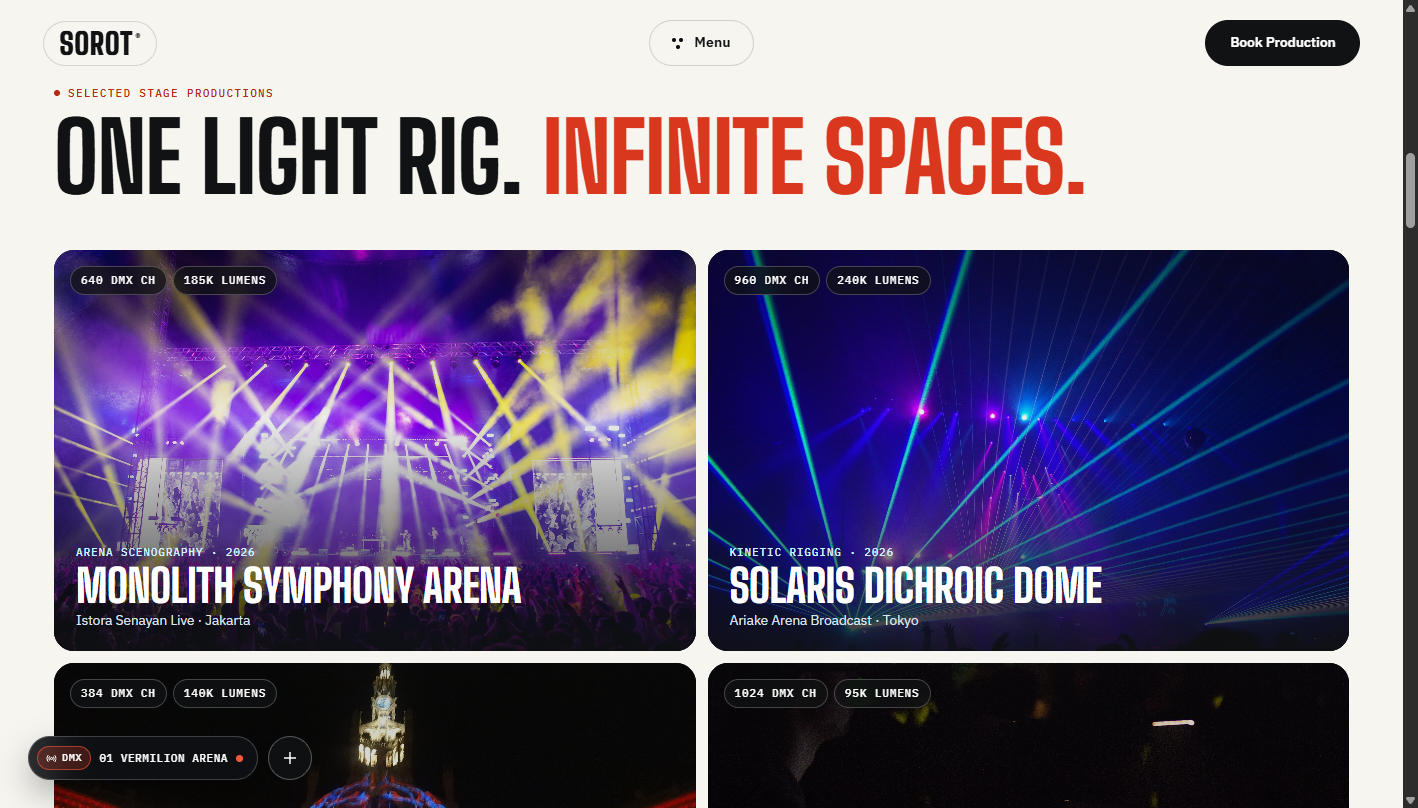 SOROT®
Menu
Book Production
SELECTED STAGE PRODUCTIONS
ONE LIGHT RIG. INFINITE SPACES.
640 DMX CH
185K LUMENS
ARENA SCENOGRAPHY · 2026
MONOLITH SYMPHONY ARENA
Istora Senayan Live · Jakarta
960 DMX CH
240K LUMENS
KINETIC RIGGING · 2026
SOLARIS DICHROIC DOME
Ariake Arena Broadcast · Tokyo
384 DMX CH
140K LUMENS
1024 DMX CH
95K LUMENS
DMX
01 VERMILION ARENA